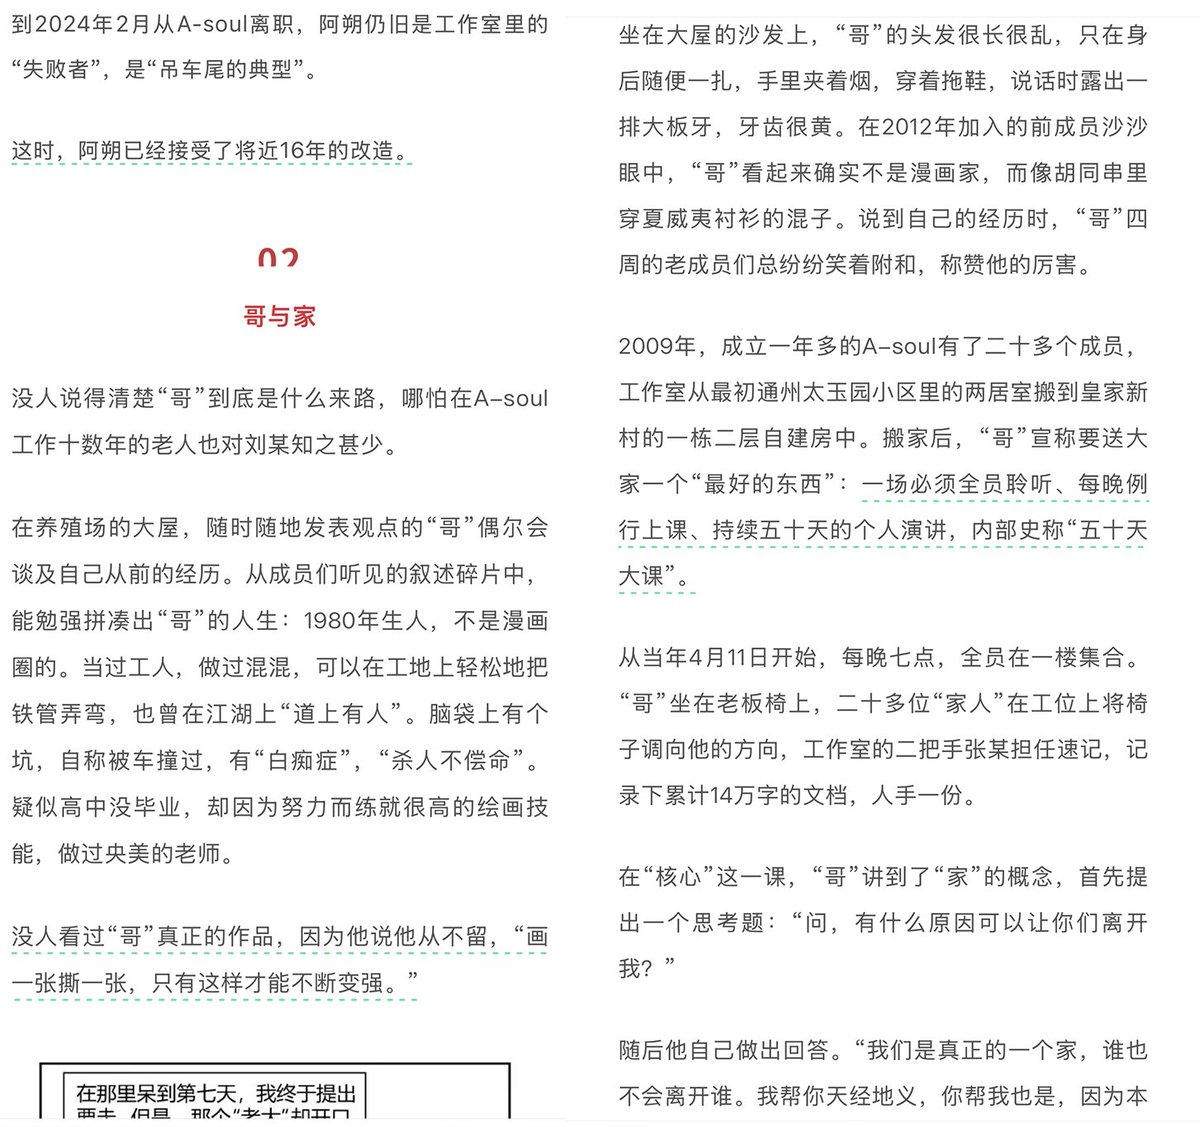 到2024年2月从A-soul离职，阿朔仍旧是工作室里的
“失败者”，是“吊车尾的典型”。
这时，阿朔已经接受了将近16年的改造。
02
哥与家
没人说得清楚“哥”到底是什么来路，哪怕在A-soul
工作十数年的老人也对刘某知之甚少。
在养殖场的大屋，随时随地发表观点的“哥”偶尔会
谈及自己从前的经历。从成员们听见的叙述碎片中，
能勉强拼凑出“哥”的人生：1980年生人，不是漫画
圈的。当过工人，做过混混，可以在工地上轻松地把
铁管弄弯，也曾在江湖上“道上有人”。脑袋上有个
坑，自称被车撞过，有“白痴症”，“杀人不偿命”。
疑似高中没毕业，却因为努力而练就很高的绘画技
能，做过央美的老师。
没人看过“哥”真正的作品，因为他说他从不留，“画
一张撕一张，只有这样才能不断变强。”
在那里呆到第七天，我终于提出
要走，但是，那个“老大”却开口
坐在大屋的沙发上，“哥”的头发很长很乱，只在身
后随便一扎，手里夹着烟，穿着拖鞋，说话时露出一
排大板牙，牙齿很黄。在2012年加入的前成员沙沙
眼中，“哥”看起来确实不是漫画家，而像胡同串里
穿夏威夷衬衫的混子。说到自己的经历时，“哥”四
周的老成员们总纷纷笑着附和，称赞他的厉害。
2009年，成立一年多的A-soul有了二十多个成员，
工作室从最初通州太玉园小区里的两居室搬到皇家新
村的一栋二层自建房中。搬家后，“哥”宣称要送大
家一个“最好的东西”：一场必须全员聆听、每晚例
行上课、持续五十天的个人演讲，内部史称“五十天
大课”。
从当年4月11日开始，每晚七点，全员在一楼集合。
“哥”坐在老板椅上，二十多位“家人”在工位上将椅
子调向他的方向，工作室的二把手张某担任速记，记
录下累计14万字的文档，人手一份。
在“核心”这一课，“哥”讲到了“家”的概念，首先提
出一个思考题：“问，有什么原因可以让你们离开
我？”
随后他自己做出回答。“我们是真正的一个家，谁也
不会离开谁。我帮你天经地义，你帮我也是，因为本